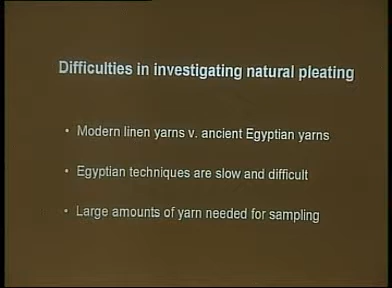 Difficulties in investigating natural pleating
• Modern linen yarns v. ancient Egyptian yarns
• Egyptian techniques are slow and difficult
• Large amounts of yarn needed for sampling